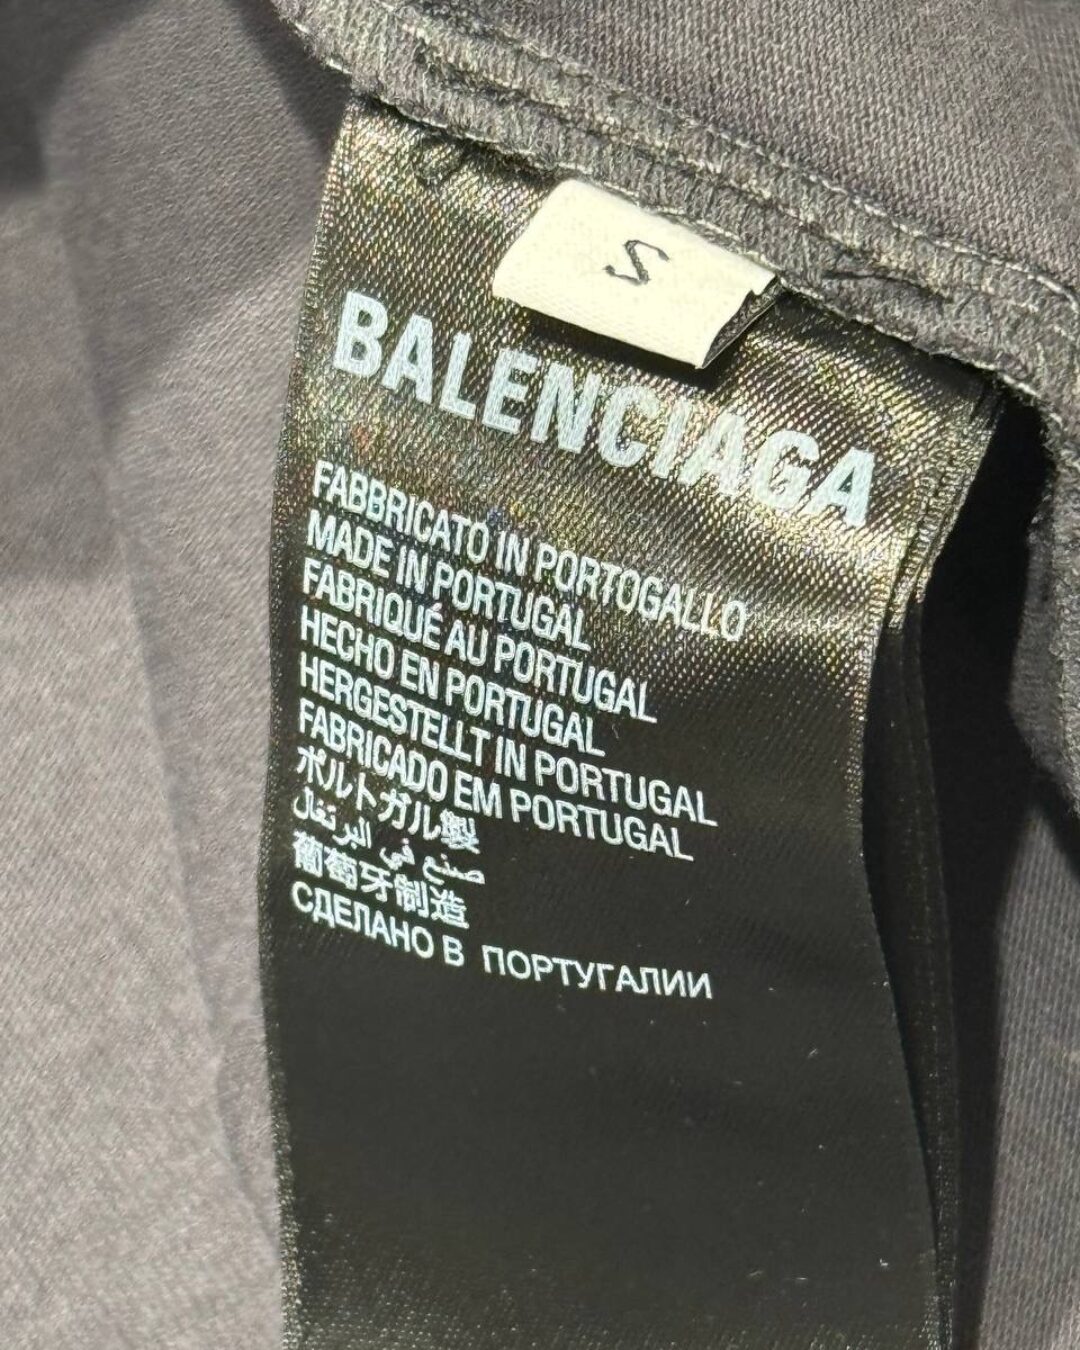 S
BALENCIAGA
FABBRICATO IN PORTOGALLO
MADE IN PORTUGAL
FABRIQUÉ AU PORTUGAL
HECHO EN PORTUGAL
HERGESTELLT IN PORTUGAL
FABRICADO EM PORTUGAL
ポルトガル製
صنع في البرتغال
葡萄牙制造
СДЕЛАНО В ПОРТУГАЛИИ